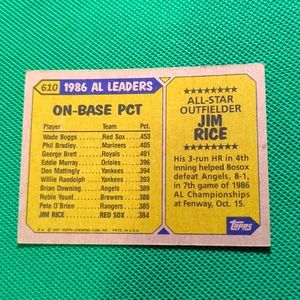 610 1986 AL LEADERS
ON-BASE PCT
Player Team Pct.
Wade Boggs Red Sox .453
Phil Bradley Mariners .405
George Brett Royals .401
Eddie Murray Orioles .396
Don Mattingly Yankees .394
Willie Randolph Yankees .393
Brian Downing Angels .389
Robin Yount Brewers .388
Pete O'Brien Rangers .385
JIM RICE RED SOX .384
ALL-STAR
OUTFIELDER
JIM
RICE
His 3-run HR in 4th
inning helped Bosox
defeat Angels, 8-1,
in 7th game of 1986
AL Championship Series
at Fenway, Oct. 15.
Topps